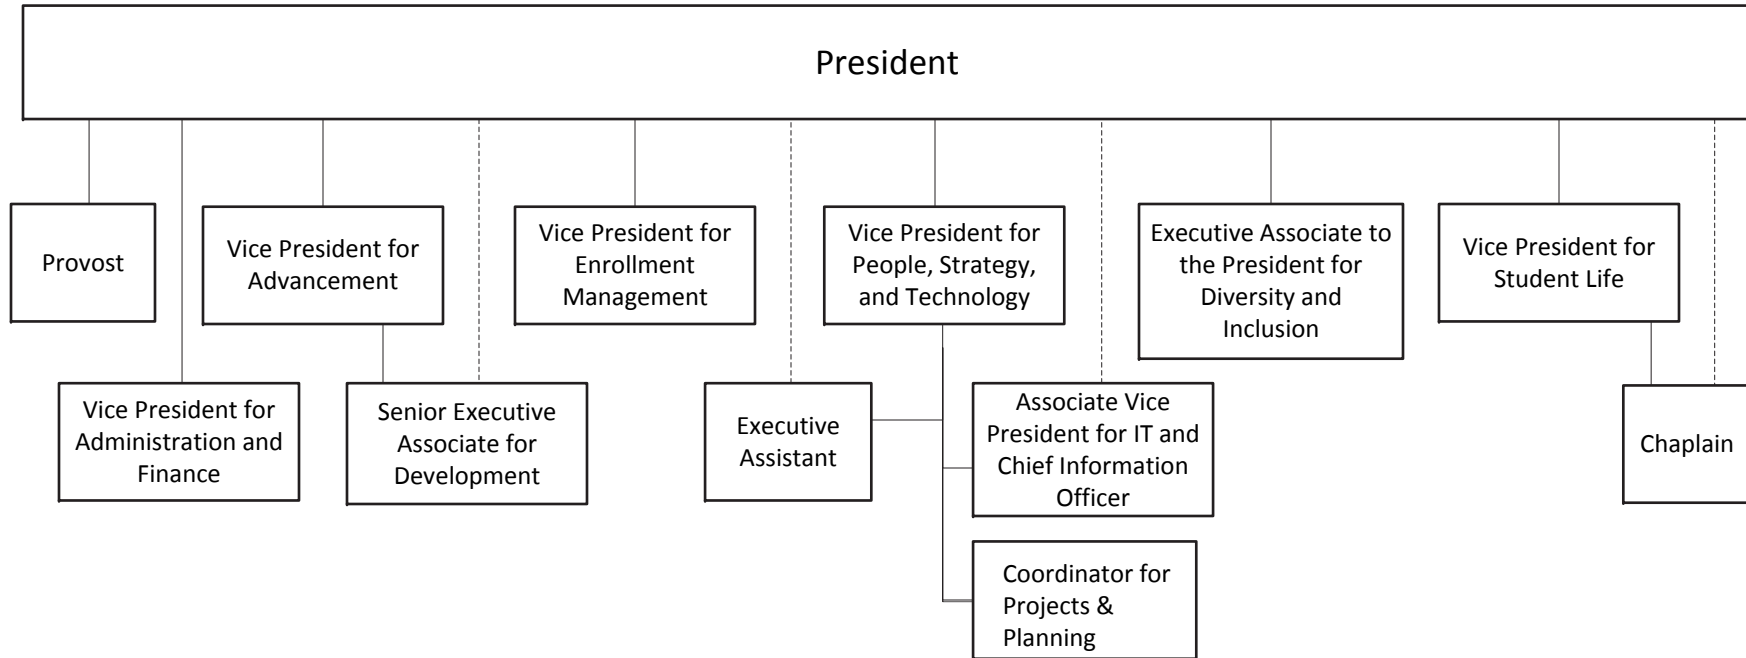 President
Provost
Vice President for
Advancement
Vice President for
Enrollment
Management
Vice President for
People, Strategy,
and Technology
Executive Associate to
the President for
Diversity and
Inclusion
Vice President for
Student Life
Vice President for
Administration and
Finance
Senior Executive
Associate for
Development
Executive
Assistant
Associate Vice
President for IT and
Chief Information
Officer
Chaplain
Coordinator for
Projects &
Planning